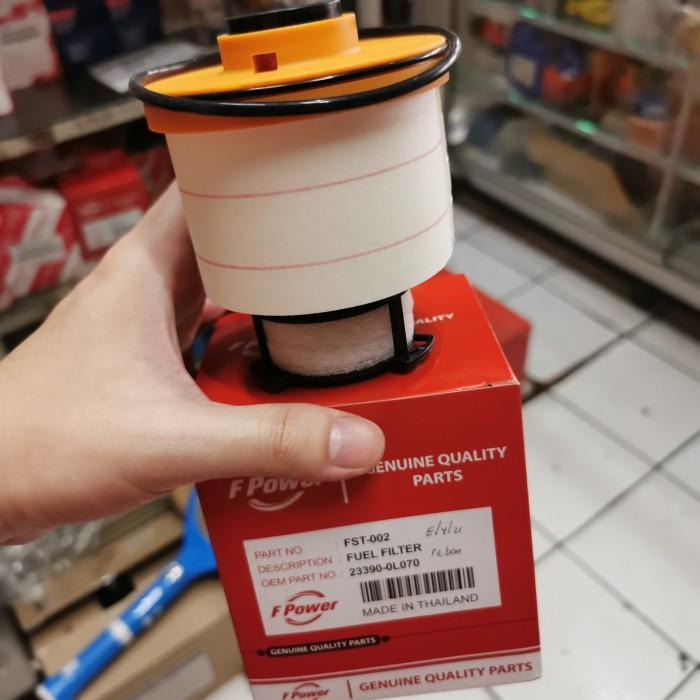 ALITY
F Power
GENUINE QUALITY
PARTS
PART NO. : FST-002
DESCRIPTION : FUEL FILTER
OEM PART NO. : 23390-0L070
F Power
MADE IN THAILAND
GENUINE QUALITY PARTS
F Power
GENUINE QUALITY PARTS